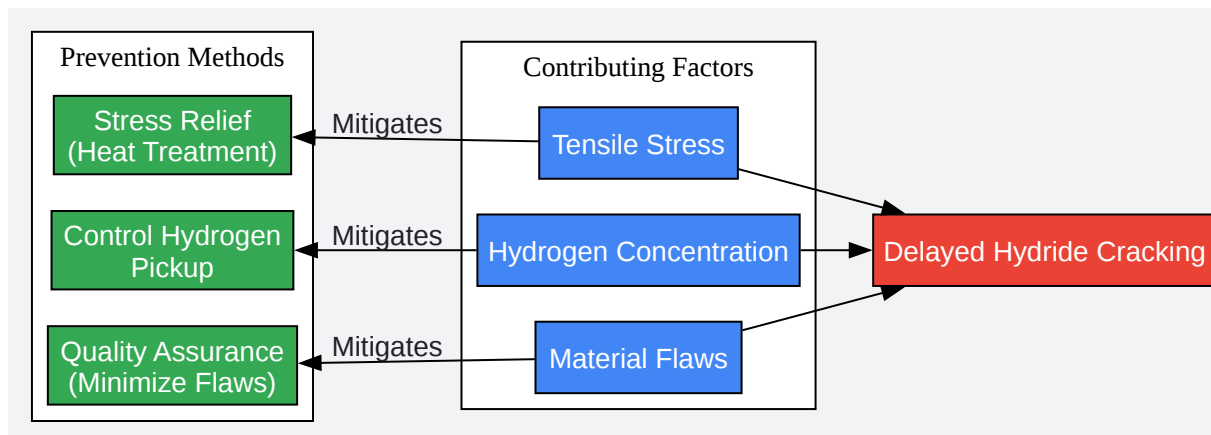 Prevention Methods
Stress Relief
(Heat Treatment)
Control Hydrogen
Pickup
Quality Assurance
(Minimize Flaws)
Mitigates
Mitigates
Mitigates
Contributing Factors
Tensile Stress
Hydrogen Concentration
Material Flaws
Delayed Hydride Cracking